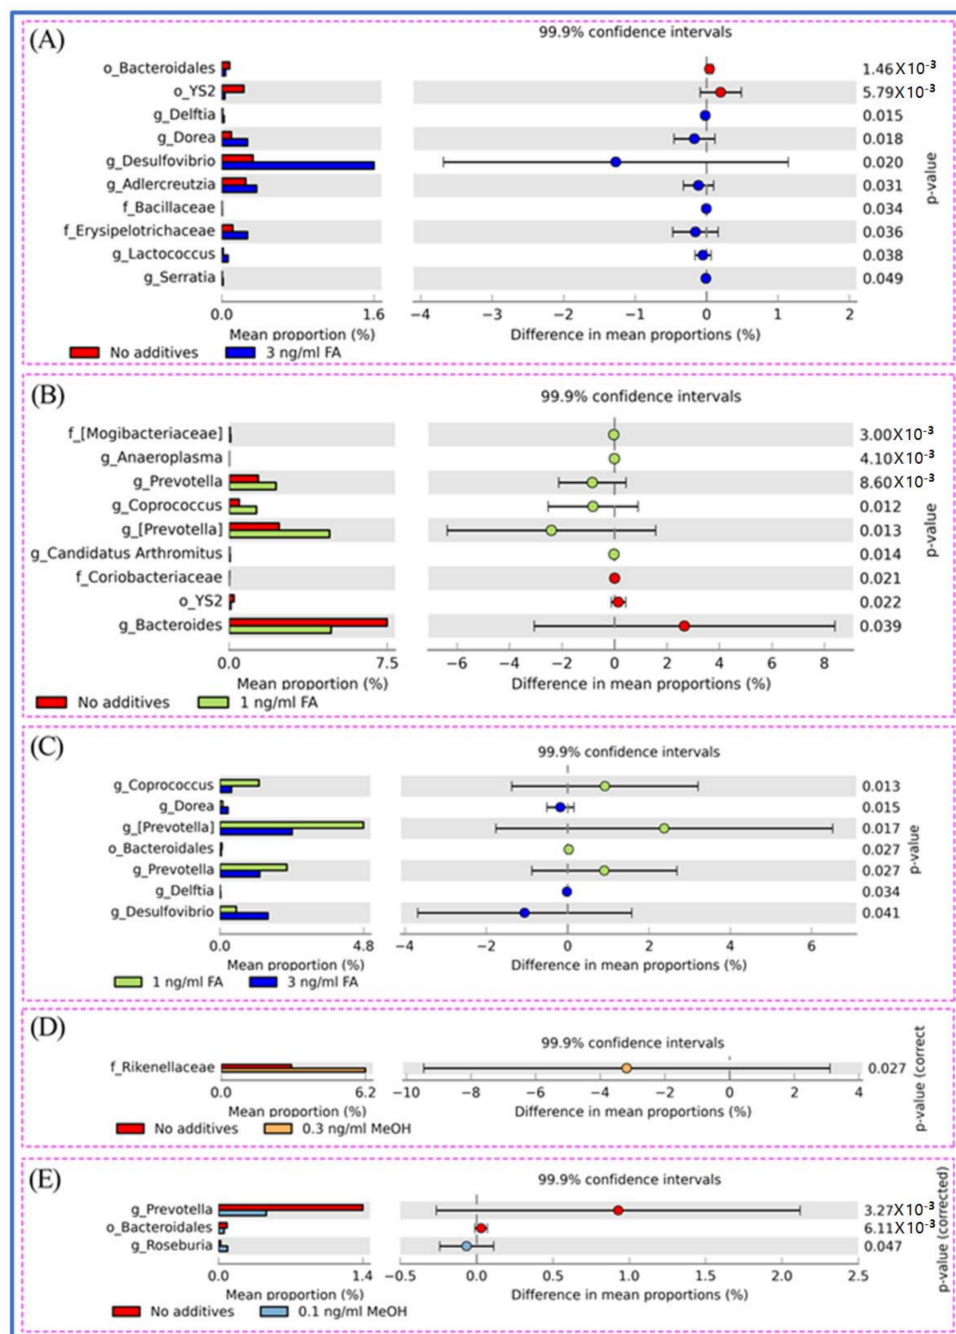 (A)
99.9% confidence intervals
o_Bacteroidales
1.46X10⁻³
o_YS2
5.79X10⁻³
g_Delftia
0.015
g_Dorea
0.018
g_Desulfovibrio
0.020
g_Adlercreutzia
0.031
f_Bacillaceae
0.034
f_Erysipelotrichaceae
0.036
g_Lactococcus
0.038
g_Serratia
0.049
p-value
0.0 1.6
−4 −3 −2 −1 0 1 2
Mean proportion (%)
Difference in mean proportions (%)
No additives 3 ng/ml FA
(B)
99.9% confidence intervals
f_[Mogibacteriaceae]
3.00X10⁻³
g_Anaeroplasma
4.10X10⁻³
g_Prevotella
8.60X10⁻³
g_Coprococcus
0.012
g_[Prevotella]
0.013
g_Candidatus Arthromitus
0.014
f_Coriobacteriaceae
0.021
o_YS2
0.022
g_Bacteroides
0.039
p-value
0.0 7.5
−6 −4 −2 0 2 4 6 8
Mean proportion (%)
Difference in mean proportions (%)
No additives 1 ng/ml FA
(C)
99.9% confidence intervals
g_Coprococcus
0.013
g_Dorea
0.015
g_[Prevotella]
0.017
o_Bacteroidales
0.027
g_Prevotella
0.027
g_Delftia
0.034
g_Desulfovibrio
0.041
p-value
0.0 4.8
−4 −2 0 2 4 6
Mean proportion (%)
Difference in mean proportions (%)
1 ng/ml FA 3 ng/ml FA
(D)
99.9% confidence intervals
f_Rikenellaceae
0.027
p-value (correct
0.0 6.2
−10 −8 −6 −4 −2 0 2 4
Mean proportion (%)
Difference in mean proportions (%)
No additives 0.3 ng/ml MeOH
(E)
99.9% confidence intervals
g_Prevotella
3.27X10⁻³
o_Bacteroidales
6.11X10⁻³
g_Roseburia
0.047
p-value (corrected)
0.0 1.4
−0.5 0.0 0.5 1.0 1.5 2.0 2.5
Mean proportion (%)
Difference in mean proportions (%)
No additives 0.1 ng/ml MeOH